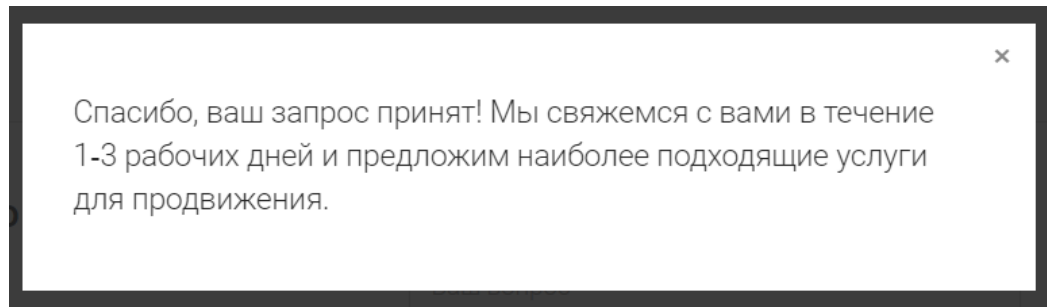 ×
Спасибо, ваш запрос принят! Мы свяжемся с вами в течение
1-3 рабочих дней и предложим наиболее подходящие услуги
для продвижения.